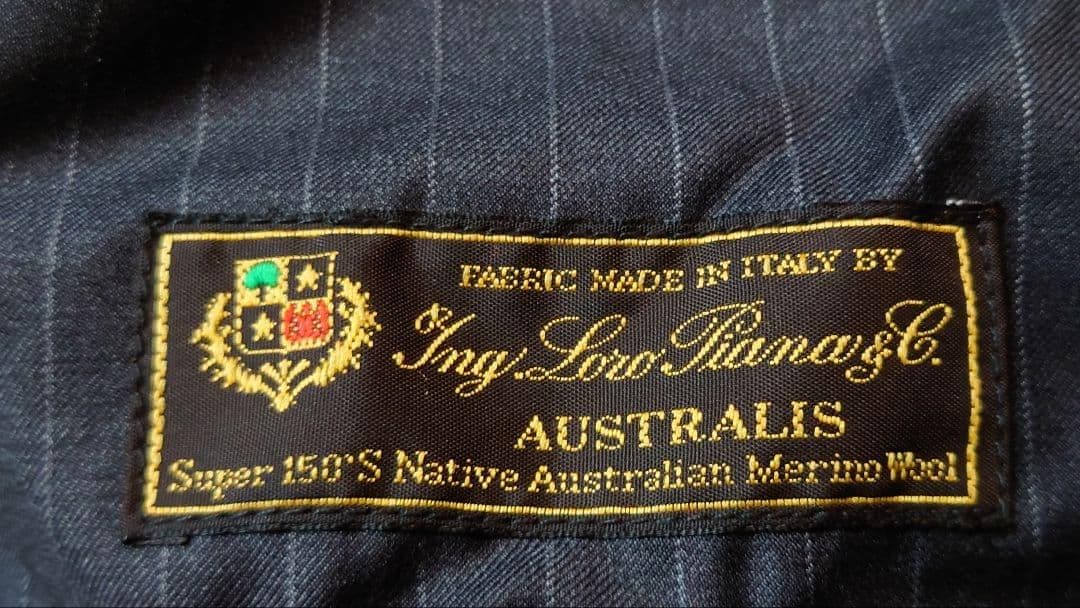 FABRIC MADE IN ITALY BY
Ing. Loro Piana & C.
AUSTRALIS
Super 150'S Native Australian Merino Wool